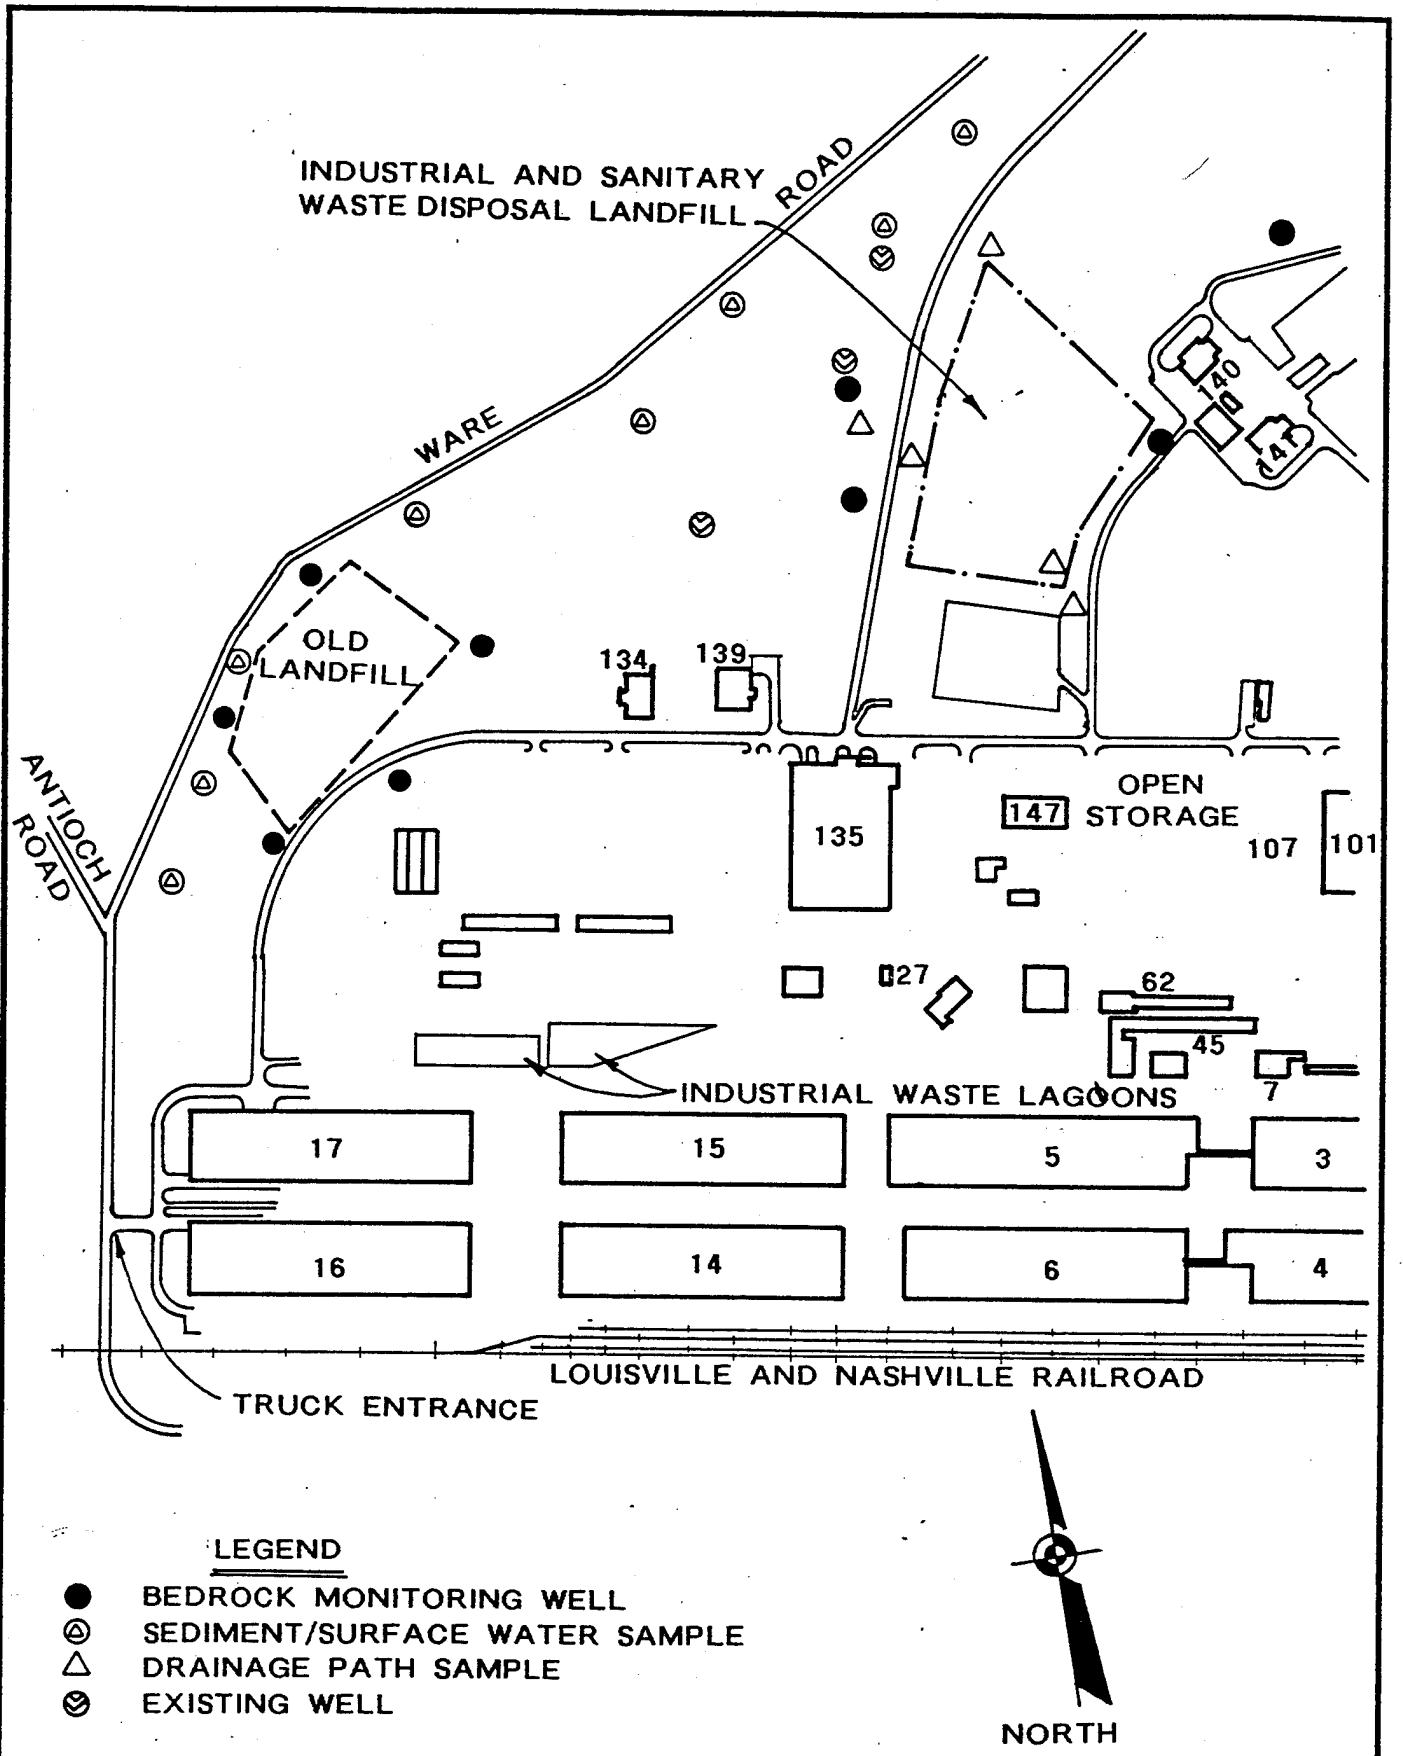 INDUSTRIAL AND SANITARY
WASTE DISPOSAL LANDFILL
ROAD
WARE
140
141
OLD
LANDFILL
134
139
ANTIOCH
ROAD
OPEN
STORAGE
147
135
107
101
27
62
45
7
INDUSTRIAL WASTE LAGOONS
17
15
5
3
16
14
6
4
LOUISVILLE AND NASHVILLE RAILROAD
TRUCK ENTRANCE
LEGEND
BEDROCK MONITORING WELL
SEDIMENT/SURFACE WATER SAMPLE
DRAINAGE PATH SAMPLE
EXISTING WELL
NORTH